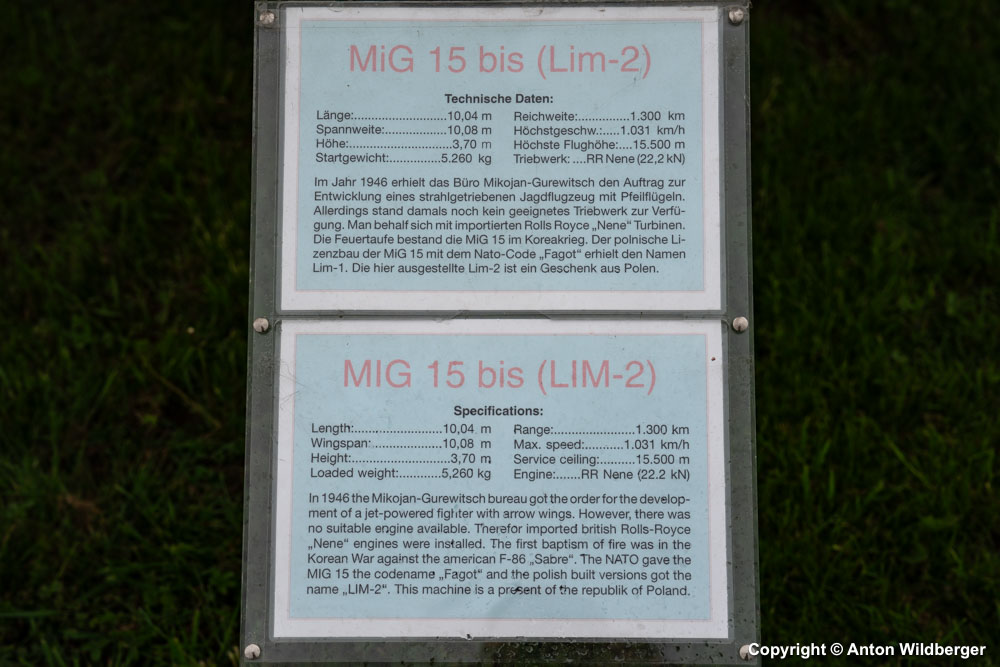 MiG 15 bis (Lim-2)
Technische Daten:
Länge:...........................10,04 m
Spannweite:..................10,08 m
Höhe:..............................3,70 m
Startgewicht:...............5.260 kg
Reichweite:...............1.300 km
Höchstgeschw.:.....1.031 km/h
Höchste Flughöhe:....15.500 m
Triebwerk: ....RR Nene (22,2 kN)
Im Jahr 1946 erhielt das Büro Mikojan-Gurewitsch den Auftrag zur
Entwicklung eines strahlgetriebenen Jagdflugzeug mit Pfeilflügeln.
Allerdings stand damals noch kein geeignetes Triebwerk zur Verfü-
gung. Man behalf sich mit importierten Rolls Royce „Nene“ Turbinen.
Die Feuertaufe bestand die MiG 15 im Koreakrieg. Der polnische Li-
zenzbau der MiG 15 mit dem Nato-Code „Fagot“ erhielt den Namen
Lim-1. Die hier ausgestellte Lim-2 ist ein Geschenk aus Polen.
MIG 15 bis (LIM-2)
Specifications:
Length:..........................10,04 m
Wingspan:....................10,08 m
Height:............................3,70 m
Loaded weight:............5,260 kg
Range:.........................1.300 km
Max. speed:...........1.031 km/h
Service ceiling:..........15.500 m
Engine:.......RR Nene (22.2 kN)
In 1946 the Mikojan-Gurewitsch bureau got the order for the develop-
ment of a jet-powered fighter with arrow wings. However, there was
no suitable engine available. Therefor imported british Rolls-Royce
„Nene“ engines were installed. The first baptism of fire was in the
Korean War against the american F-86 „Sabre“. The NATO gave the
MIG 15 the codename „Fagot“ and the polish built versions got the
name „LIM-2“. This machine is a present of the republik of Poland.
Copyright © Anton Wildberger